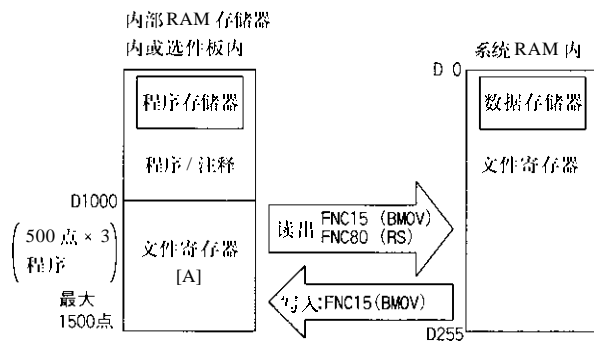 内部RAM存储器
内或选件板内
程序存储器
程序/注释
D1000
(500点×3
程序)
最大
1500点
文件寄存器
[A]
读出 FNC15 (BMOV)
FNC80 (RS)
写入:FNC15(BMOV)
系统RAM内
D 0
数据存储器
文件寄存器
D255